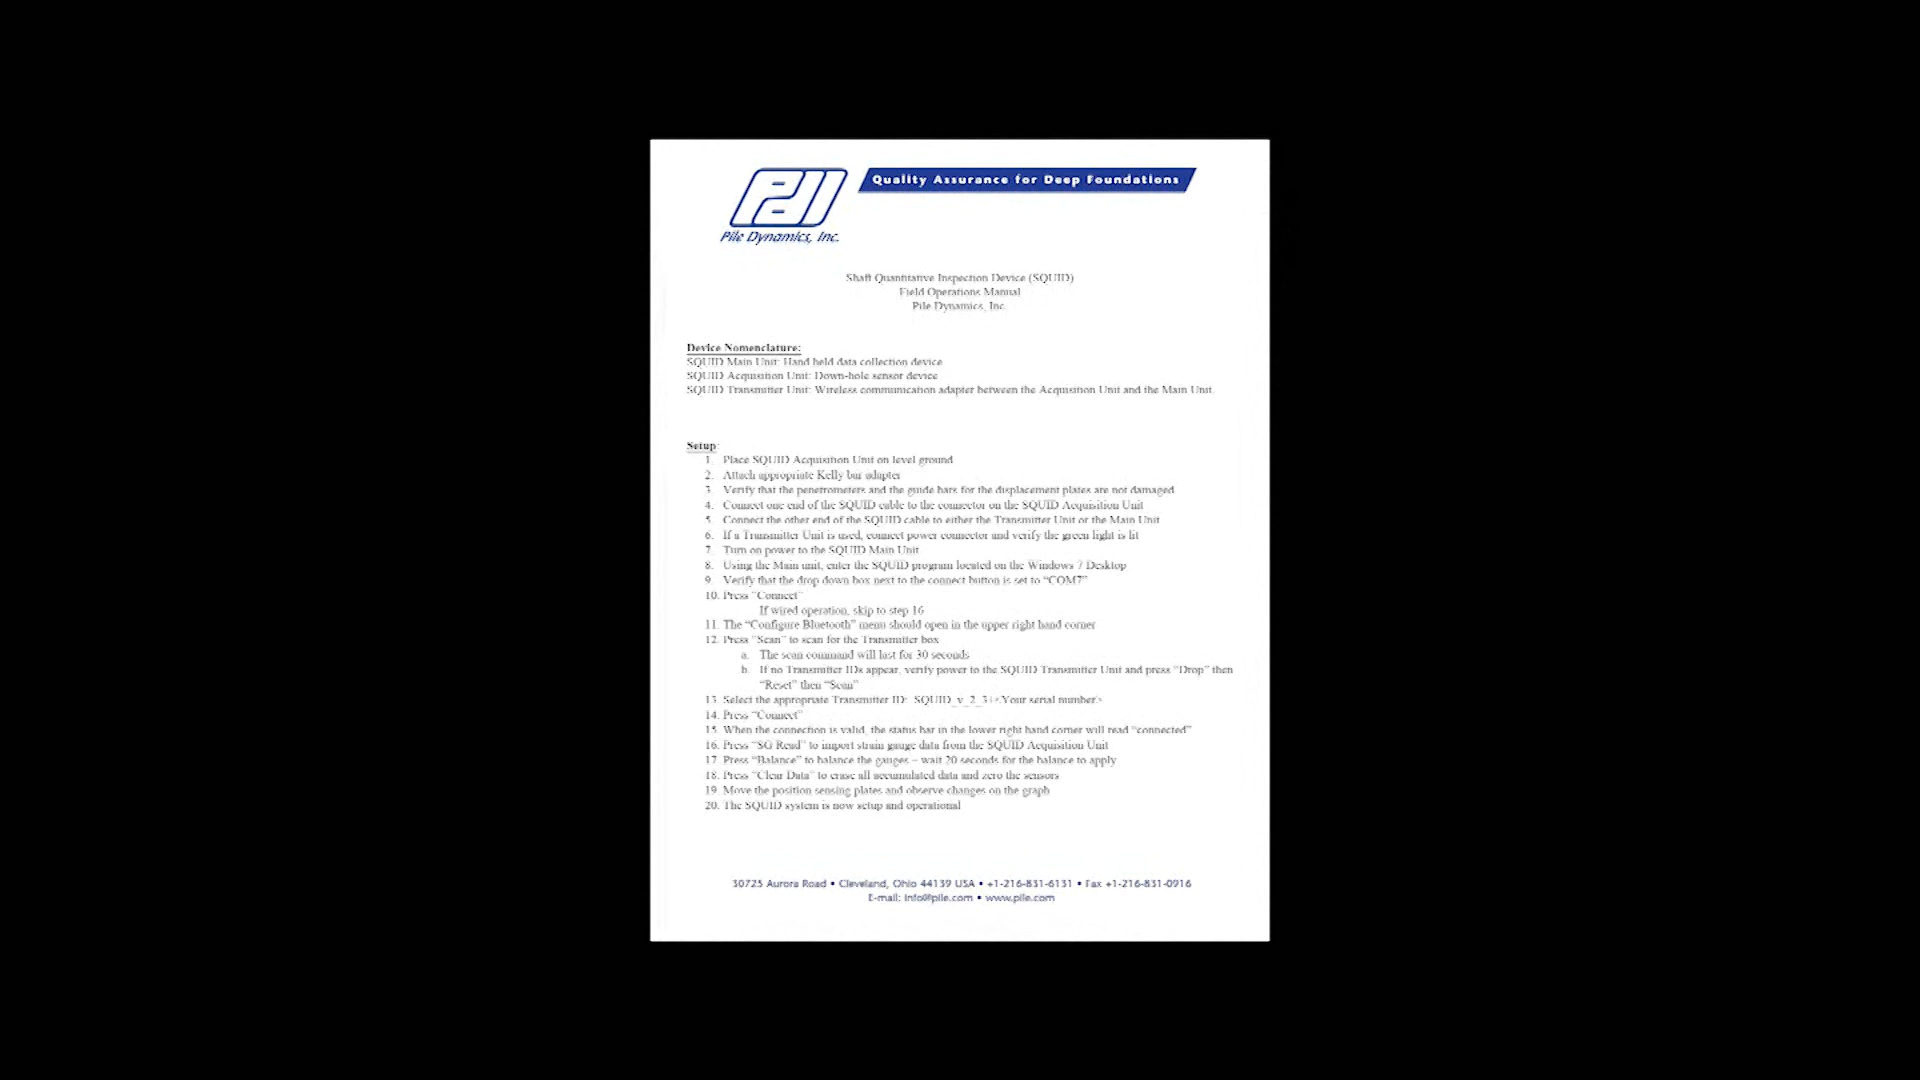 PDI
Quality Assurance for Deep Foundations
Pile Dynamics, Inc.
Shaft Quantitative Inspection Device (SQUID)
Field Operations Manual
Pile Dynamics, Inc.
Device Nomenclature:
SQUID Main Unit: Hand held data collection device
SQUID Acquisition Unit: Down-hole sensor device
SQUID Transmitter Unit: Wireless communication adapter between the Acquisition Unit and the Main Unit.
Setup:
1. Place SQUID Acquisition Unit on level ground
2. Attach appropriate Kelly bar adapter
3. Verify that the penetrometers and the guide bars for the displacement plates are not damaged
4. Connect one end of the SQUID cable to the connector on the SQUID Acquisition Unit
5. Connect the other end of the SQUID cable to either the Transmitter Unit or the Main Unit
6. If a Transmitter Unit is used, connect power connector and verify the green light is lit
7. Turn on power to the SQUID Main Unit
8. Using the Main unit, enter the SQUID program located on the Windows 7 Desktop
9. Verify that the drop down box next to the connect button is set to “COM7”
10. Press “Connect”
If wired operation, skip to step 16
11. The “Configure Bluetooth” menu should open in the upper right hand corner
12. Press “Scan” to scan for the Transmitter box
a. The scan command will last for 30 seconds
b. If no Transmitter IDs appear, verify power to the SQUID Transmitter Unit and press “Drop” then
“Reset” then “Scan”
13. Select the appropriate Transmitter ID: SQUID_v_2_3 Your serial number>
14. Press “Connect”
15. When the connection is valid, the status bar in the lower right hand corner will read “connected”
16. Press “SG Read” to import strain gauge data from the SQUID Acquisition Unit
17. Press “Balance” to balance the gauges – wait 20 seconds for the balance to apply
18. Press “Clear Data” to erase all accumulated data and zero the sensors
19. Move the position sensing plates and observe changes on the graph
20. The SQUID system is now setup and operational
30725 Aurora Road • Cleveland, Ohio 44139 USA • +1-216-831-6131 • Fax +1-216-831-0916
E-mail: info@pile.com • www.pile.com